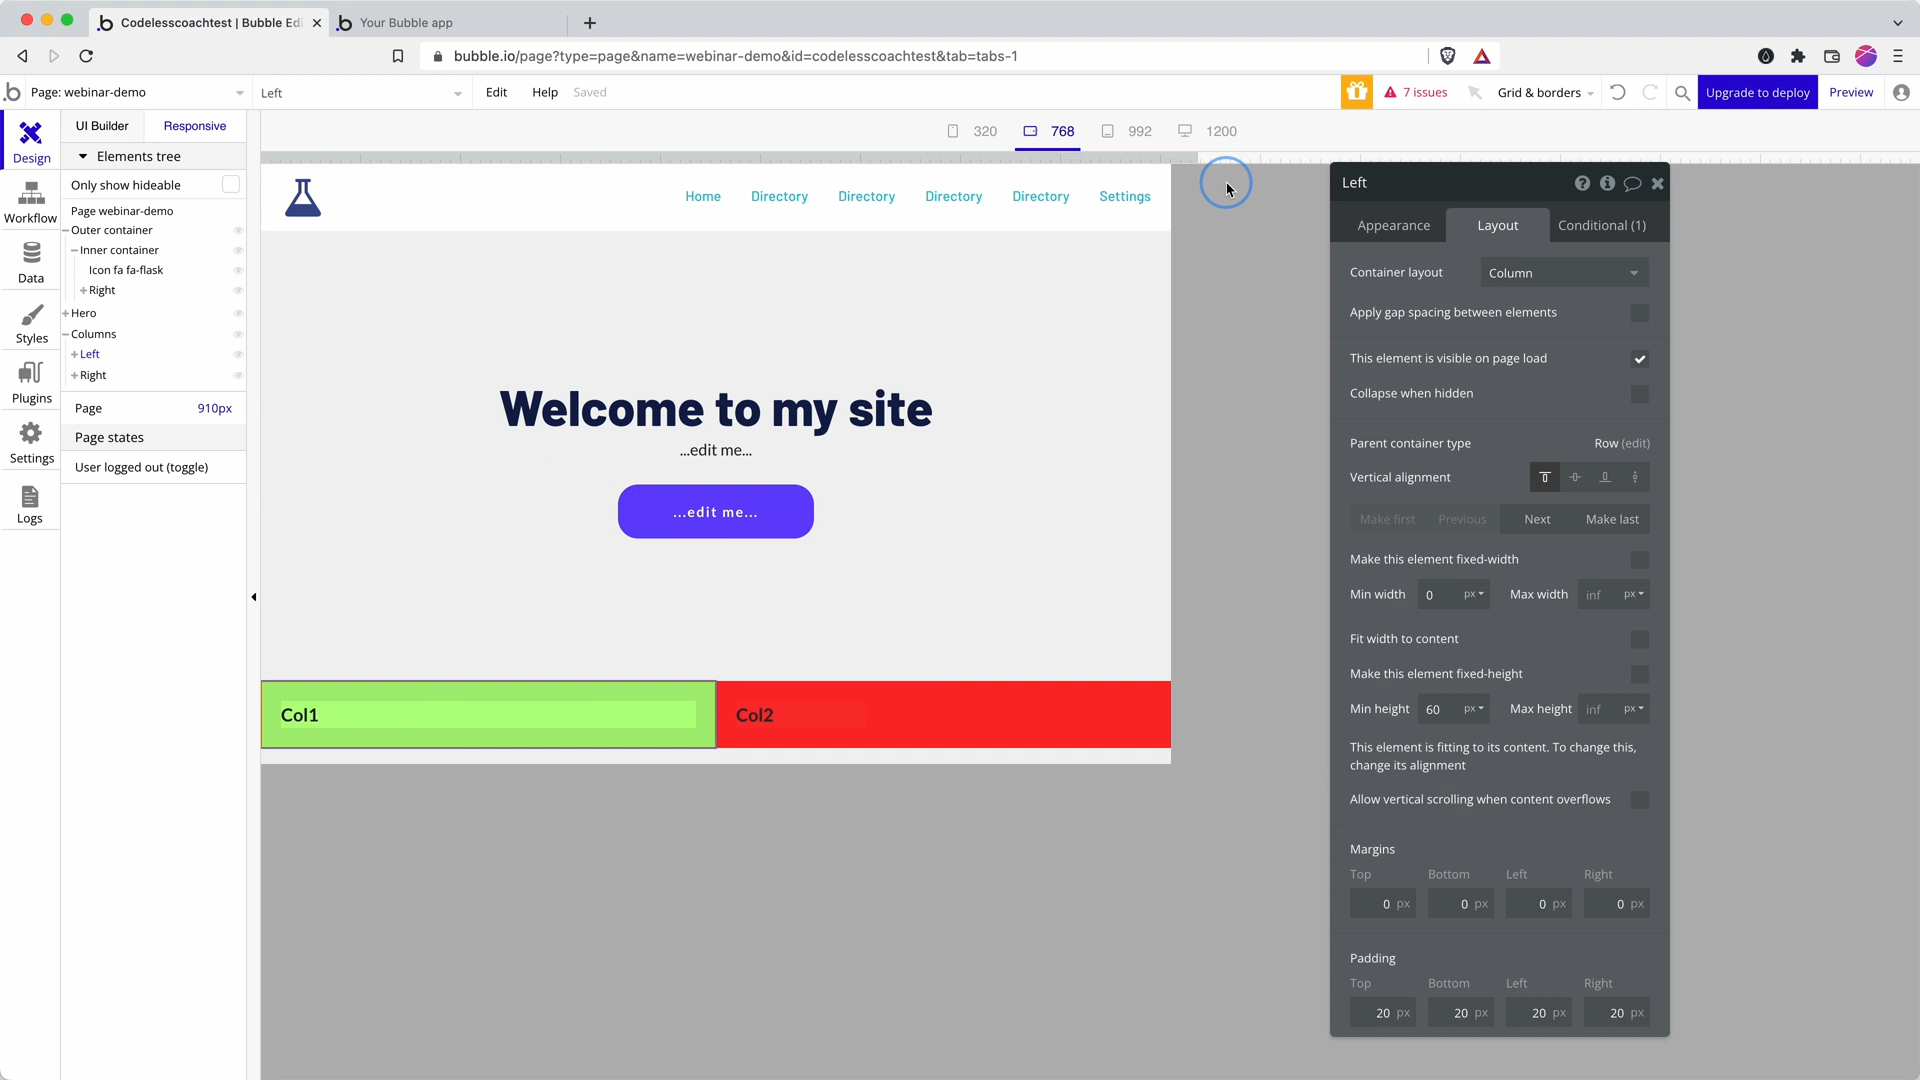 Codelesscoachtest | Bubble Edi
Your Bubble app
bubble.io/page?type=page&name=webinar-demo&id=codelesscoachtest&tab=tabs-1
Page: webinar-demo
Left
Edit
Help
Saved
7 issues
Grid & borders
Upgrade to deploy
Preview
Design
Workflow
Data
Styles
Plugins
Settings
Logs
UI Builder
Responsive
Elements tree
Only show hideable
Page webinar-demo
Outer container
Inner container
Icon fa fa-flask
Right
Hero
Columns
Left
Right
Page 910px
Page states
User logged out (toggle)
320
768
992
1200
Home Directory Directory Directory Directory Settings
Welcome to my site
...edit me...
...edit me...
Col1
Col2
Left
Appearance
Layout
Conditional (1)
Container layout Column
Apply gap spacing between elements
This element is visible on page load
Collapse when hidden
Parent container type Row (edit)
Vertical alignment
Make first Previous Next Make last
Make this element fixed-width
Min width 0 px Max width inf px
Fit width to content
Make this element fixed-height
Min height 60 px Max height inf px
This element is fitting to its content. To change this,
change its alignment
Allow vertical scrolling when content overflows
Margins
Top Bottom Left Right
0 px 0 px 0 px 0 px
Padding
Top Bottom Left Right
20 px 20 px 20 px 20 px